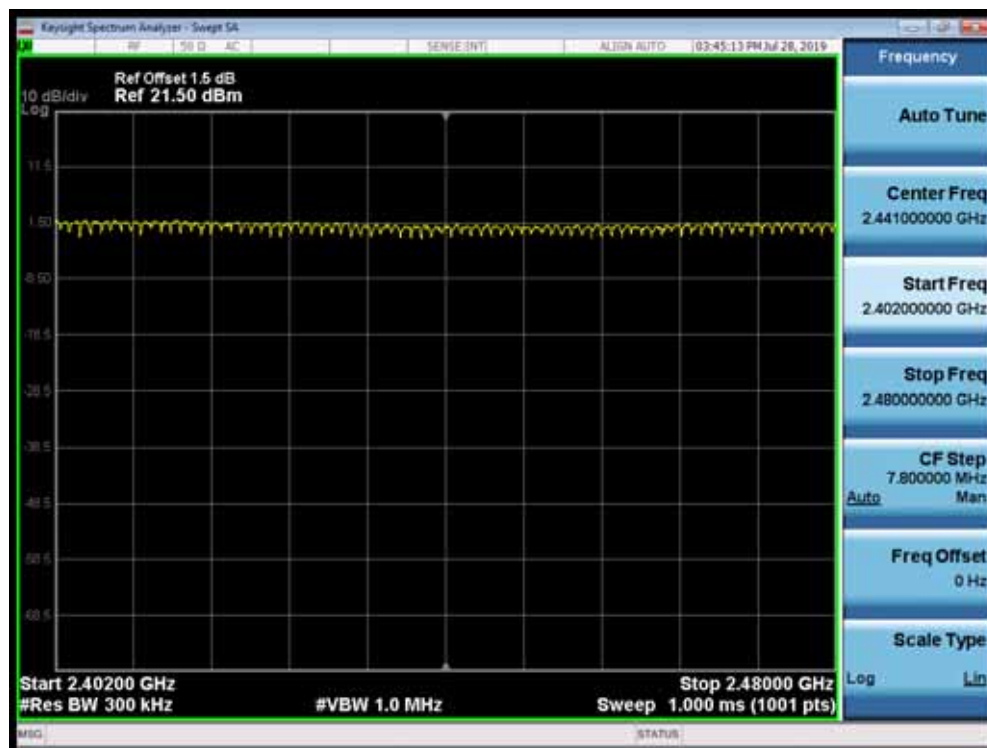 Keysight Spectrum Analyzer - Swept SA
RF 50 Ω AC SENSE:INT ALIGN AUTO 03:45:13 PM Jul 28, 2019
Frequency
Ref Offset 1.5 dB
10 dB/div Ref 21.50 dBm
Log
11.5
1.50
-8.50
-18.5
-28.5
-38.5
-48.5
-58.5
-68.5
Start 2.40200 GHz Stop 2.48000 GHz
#Res BW 300 kHz #VBW 1.0 MHz Sweep 1.000 ms (1001 pts)
MSG STATUS
Auto Tune
Center Freq
2.441000000 GHz
Start Freq
2.402000000 GHz
Stop Freq
2.480000000 GHz
CF Step
7.800000 MHz
Auto Man
Freq Offset
0 Hz
Scale Type
Log Lin